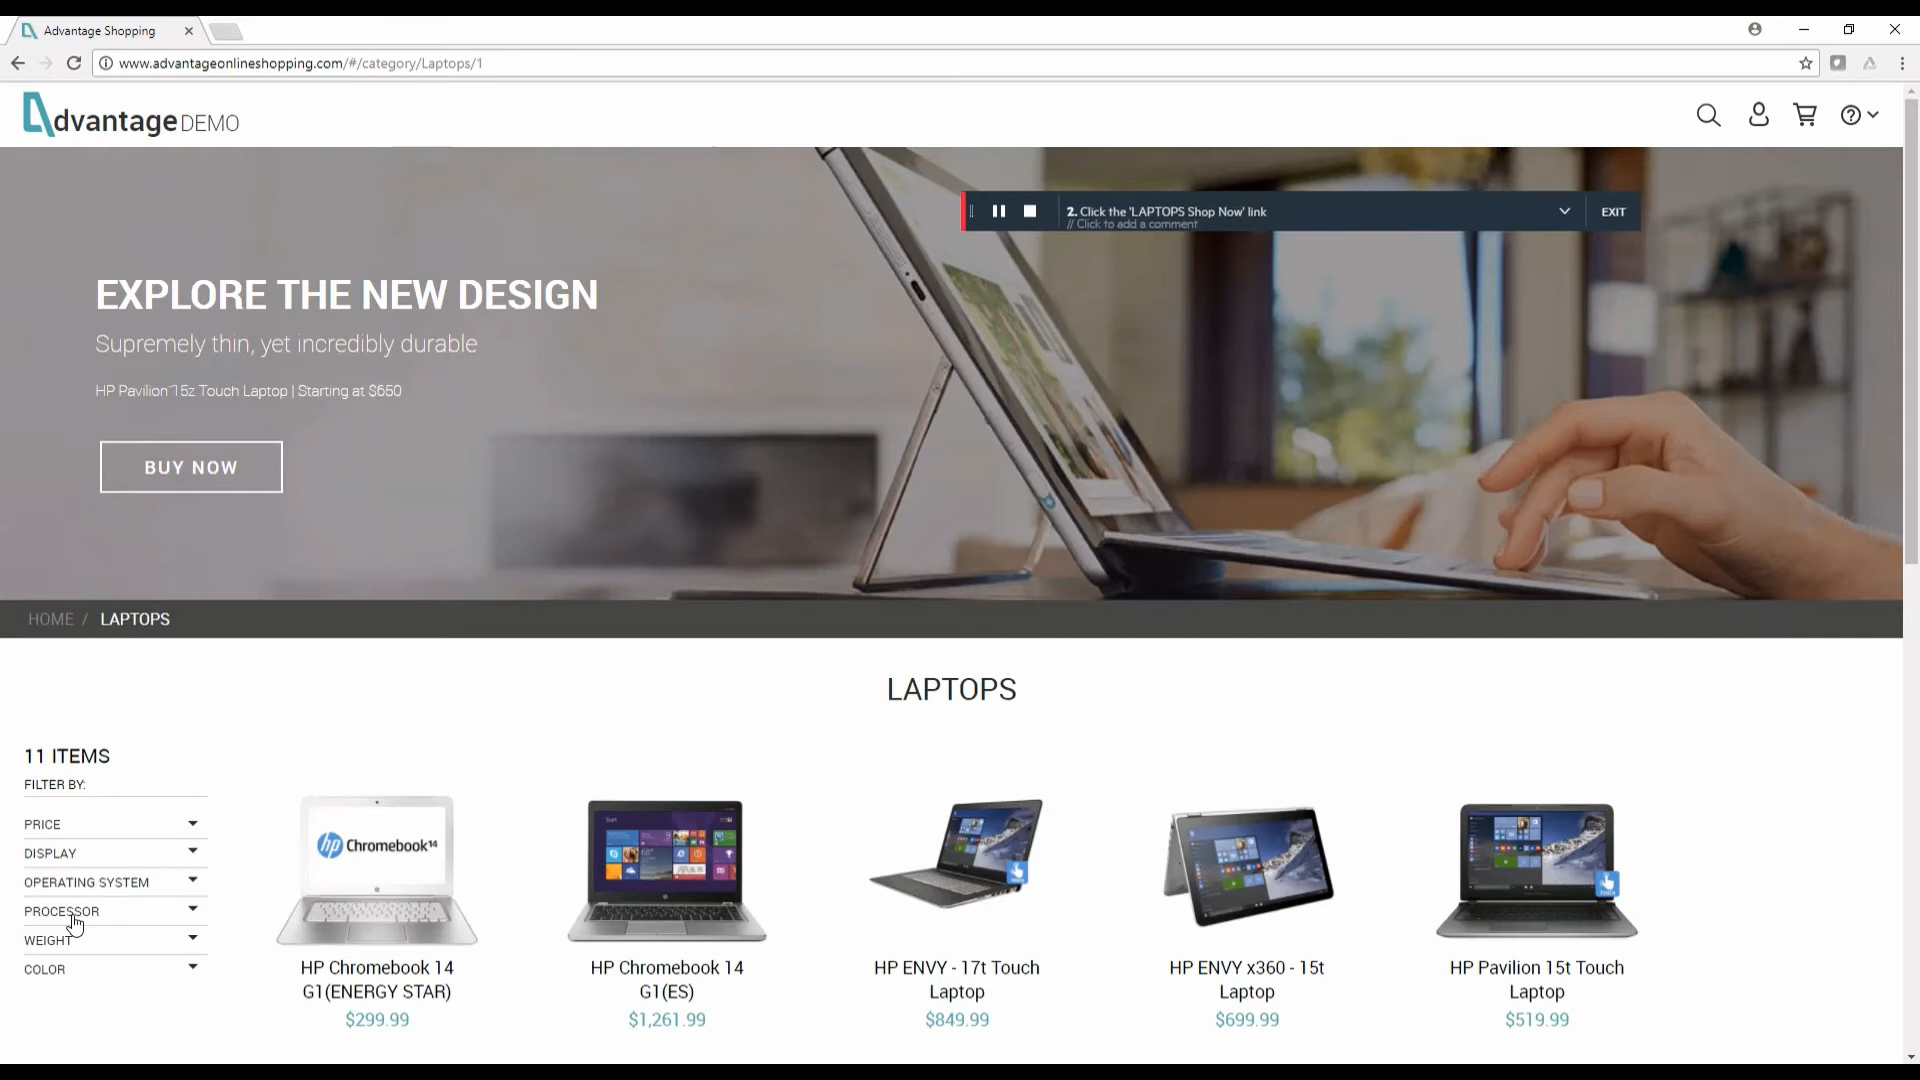 Advantage Shopping
www.advantageonlineshopping.com/#/category/Laptops/1
dvantage DEMO
2. Click the 'LAPTOPS Shop Now' link
// Click to add a comment
EXIT
EXPLORE THE NEW DESIGN
Supremely thin, yet incredibly durable
HP Pavilion 15z Touch Laptop | Starting at $650
BUY NOW
HOME / LAPTOPS
LAPTOPS
11 ITEMS
FILTER BY:
PRICE
DISPLAY
OPERATING SYSTEM
PROCESSOR
WEIGHT
COLOR
hp Chromebook 14
HP Chromebook 14
G1(ENERGY STAR)
$299.99
HP Chromebook 14
G1(ES)
$1,261.99
HP ENVY - 17t Touch
Laptop
$849.99
HP ENVY x360 - 15t
Laptop
$699.99
HP Pavilion 15t Touch
Laptop
$519.99